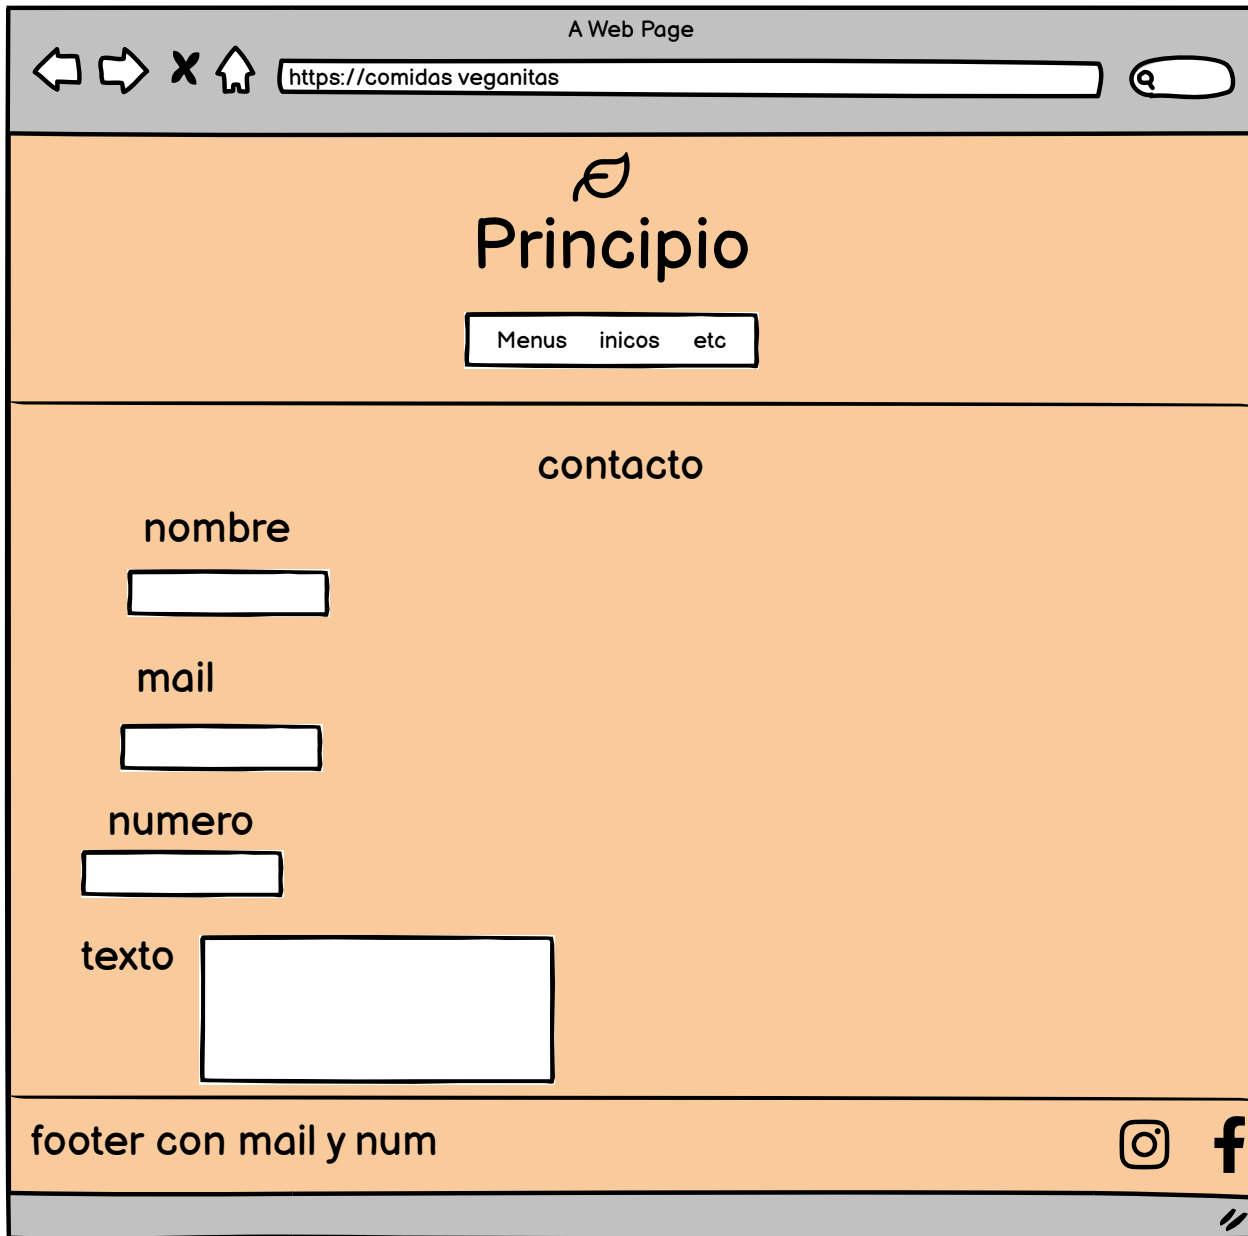 A Web Page
https://comidas veganitas
Principio
Menus inicos etc
contacto
nombre
mail
numero
texto
footer con mail y num